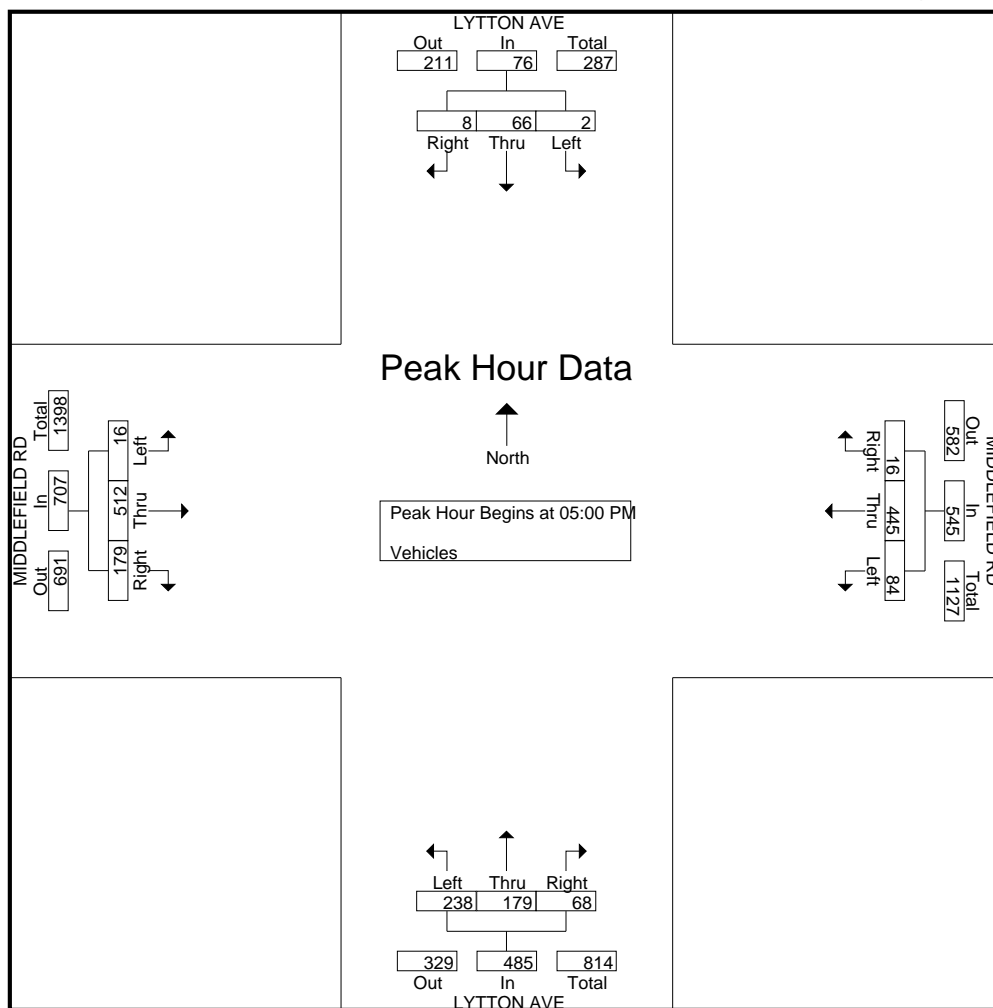 LYTTON AVE
Out In Total
211 76 287
8 66 2
Right Thru Left
Peak Hour Data
North
Peak Hour Begins at 05:00 PM
Vehicles
MIDDLEFIELD RD
Out In Total
691 707 1398
16 512 179
Left Thru Right
MIDDLEFIELD RD
Out In Total
582 545 1127
16 445 84
Right Thru Left
Left Thru Right
238 179 68
329 485 814
Out In Total
LYTTON AVE